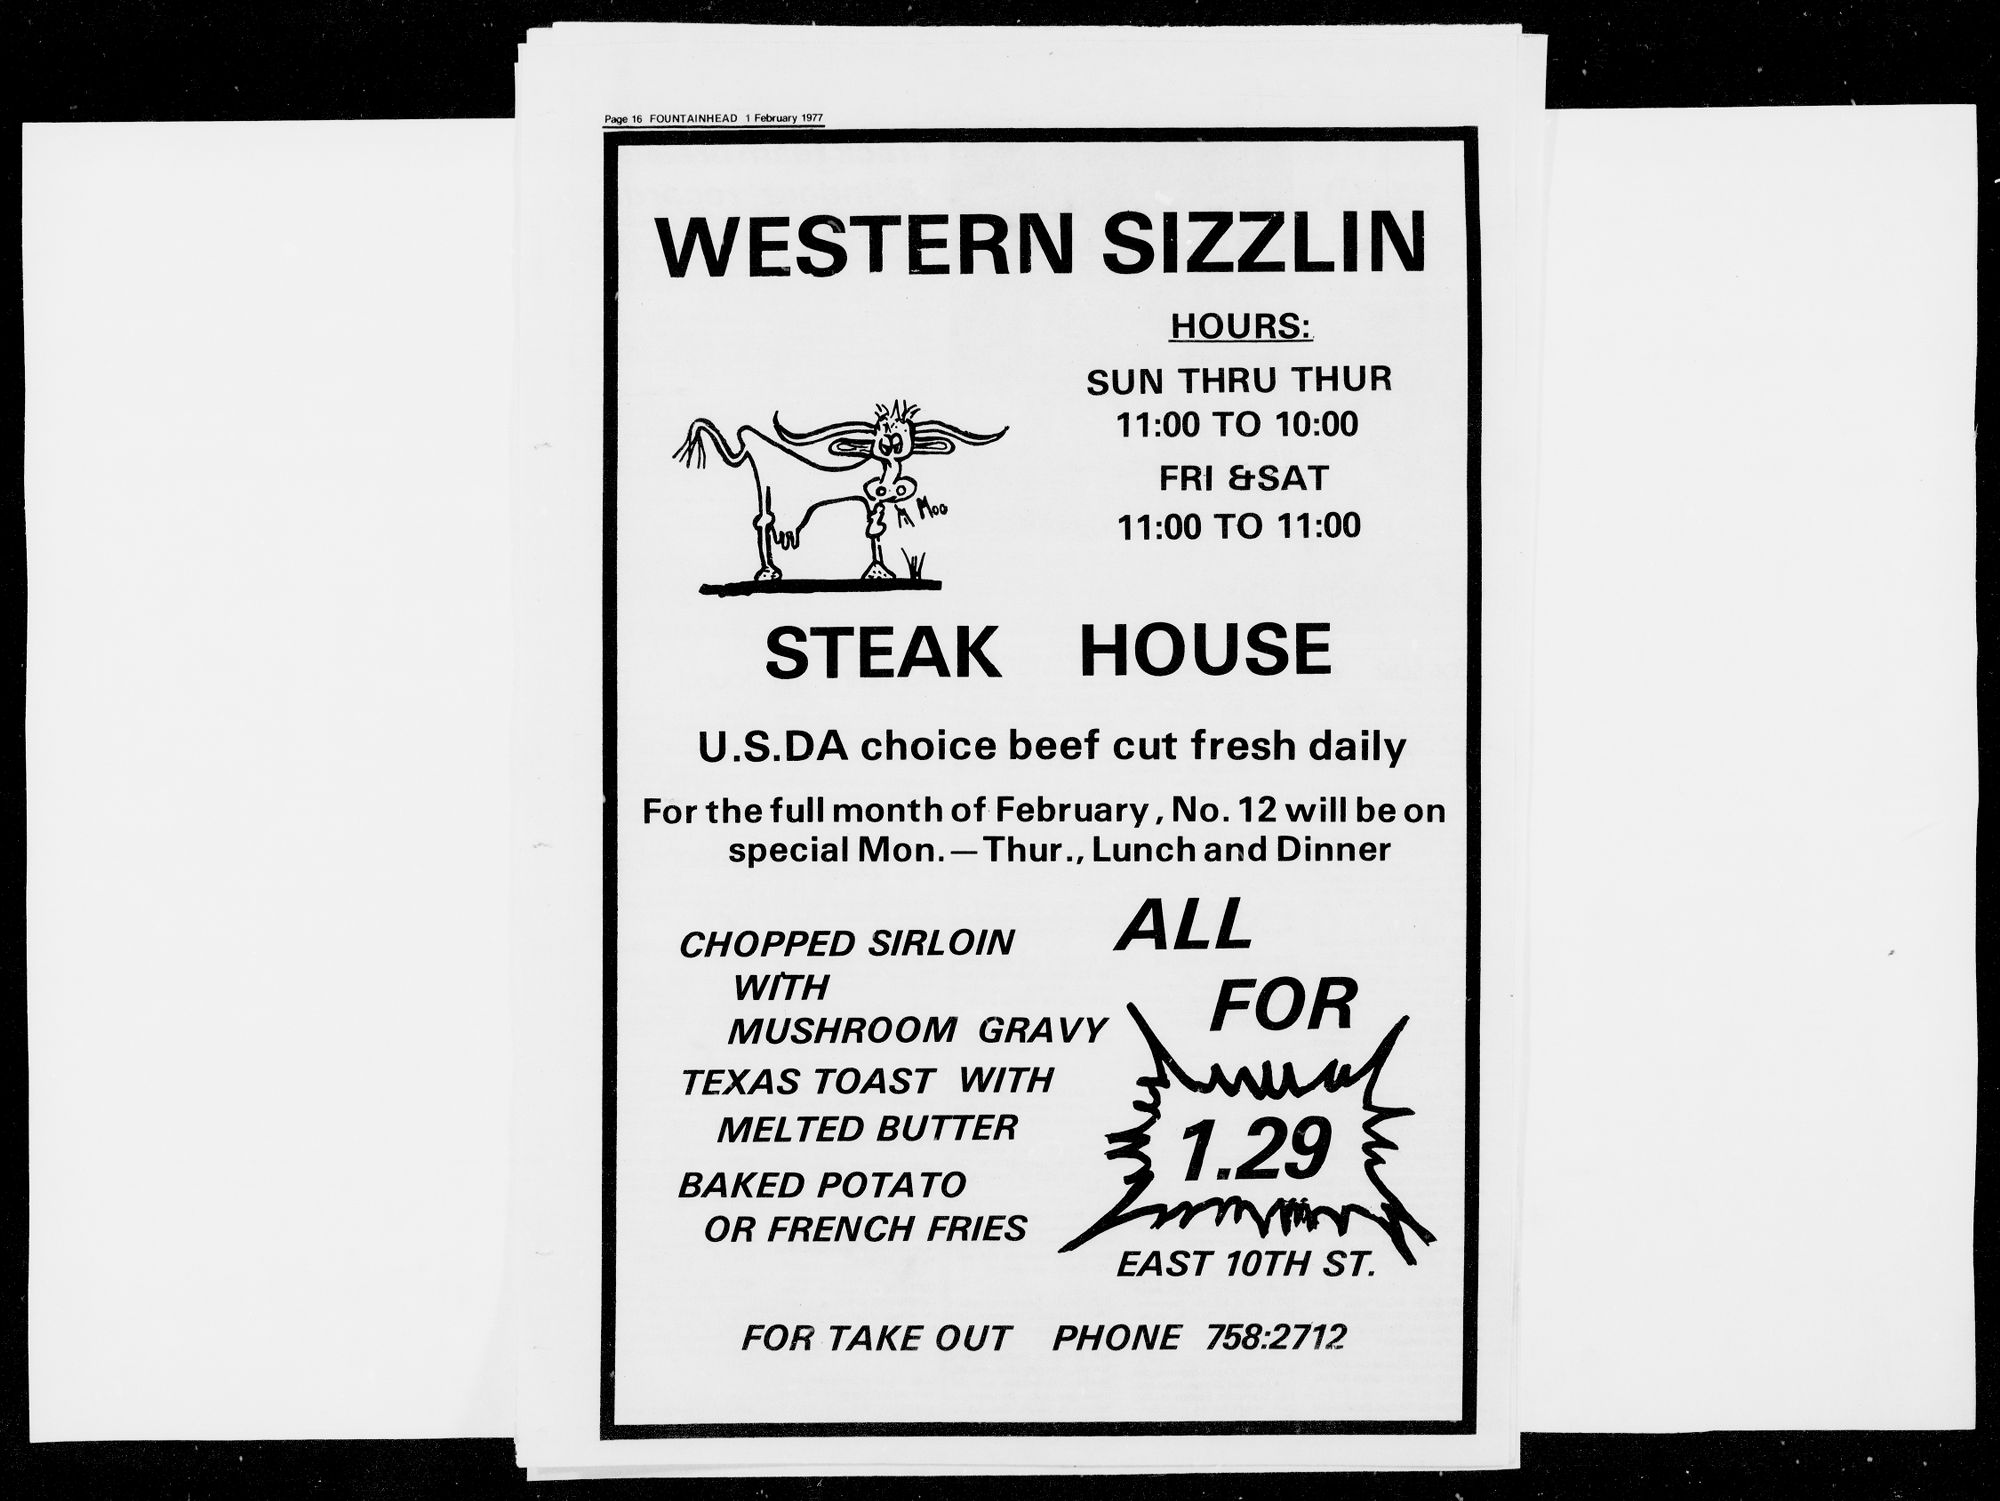 Page 16 FOUNTAINHEAD 1 February 1977
WESTERN SIZZLIN
HOURS:
SUN THRU THUR
11:00 TO 10:00
FRI &SAT
11:00 TO 11:00
Moo
STEAK HOUSE
U.S.DA choice beef cut fresh daily
For the full month of February, No. 12 will be on
special Mon.—Thur., Lunch and Dinner
CHOPPED SIRLOIN
WITH
MUSHROOM GRAVY
TEXAS TOAST WITH
MELTED BUTTER
BAKED POTATO
OR FRENCH FRIES
ALL
FOR
1.29
EAST 10TH ST.
FOR TAKE OUT PHONE 758:2712